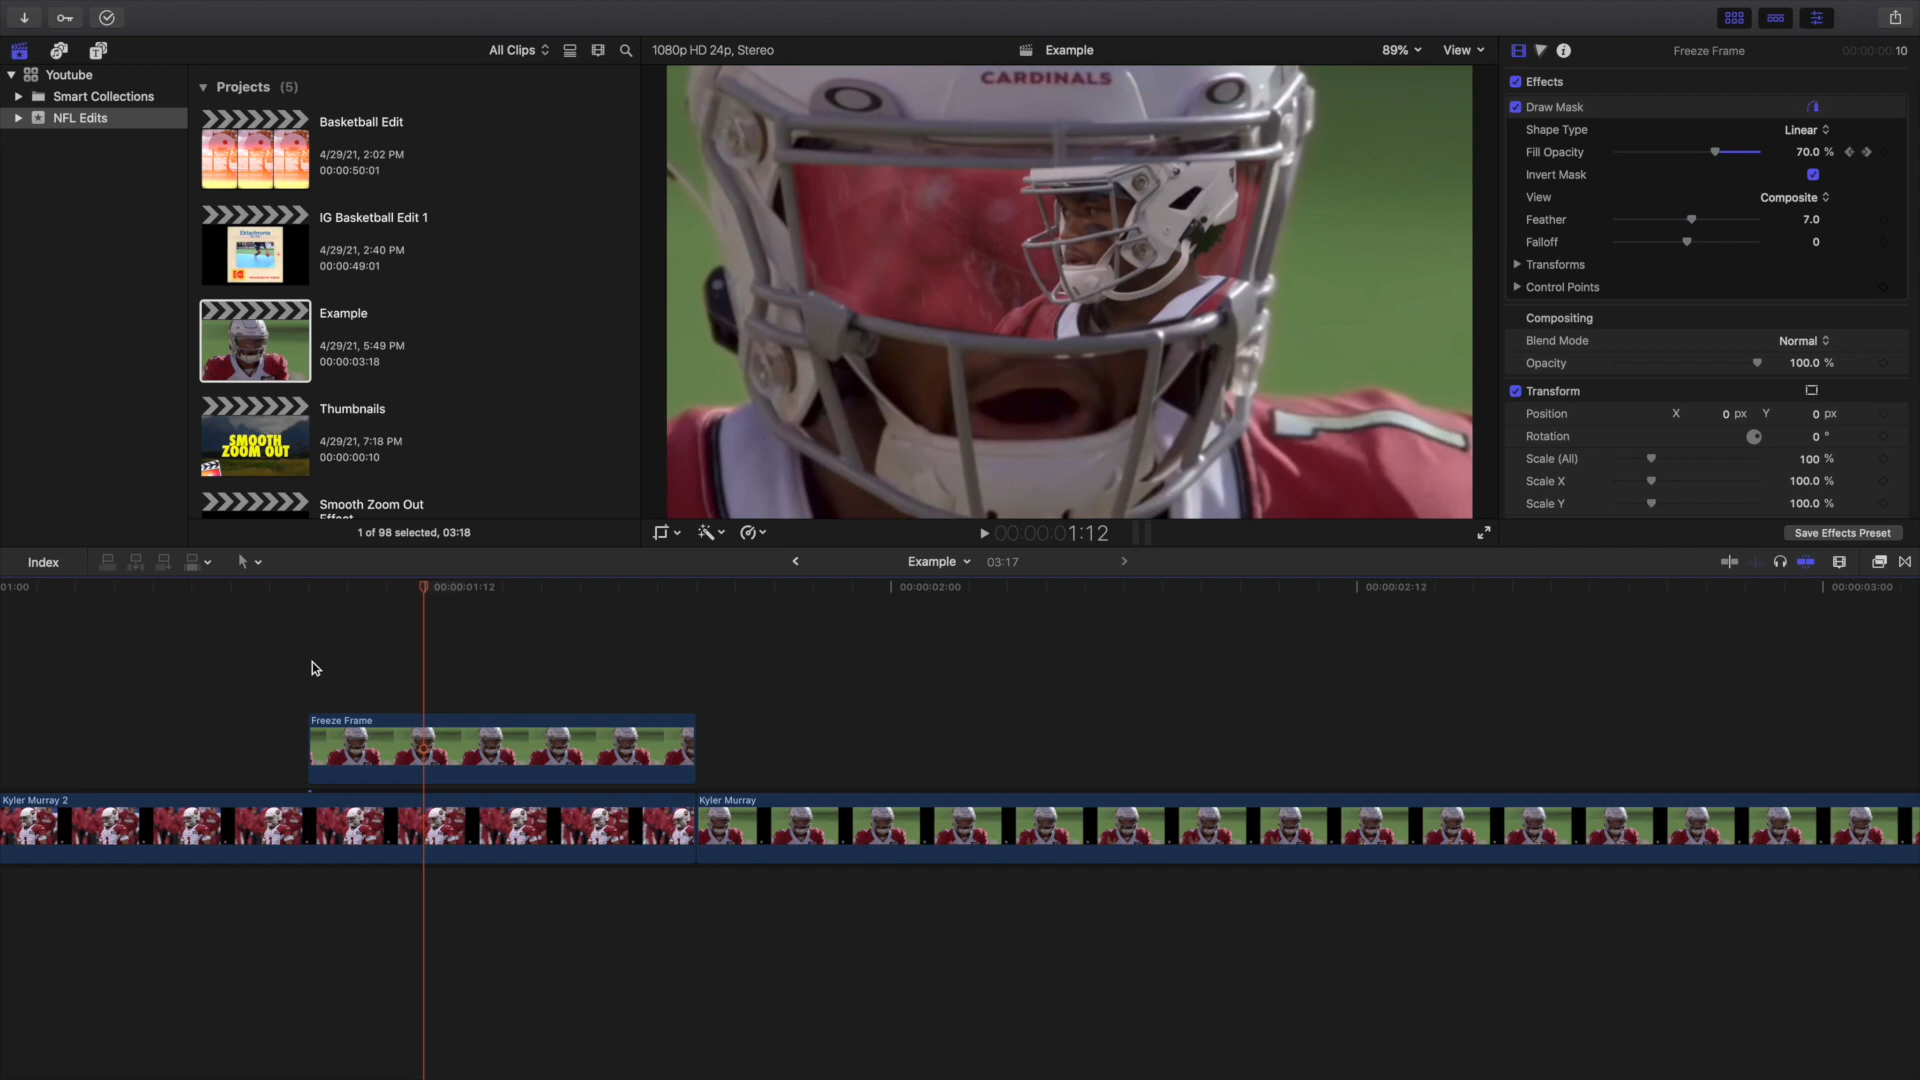 All Clips
1080p HD 24p, Stereo
Example
89%
View
Freeze Frame
00:00:00:10
Youtube
Smart Collections
NFL Edits
Projects (5)
Basketball Edit
4/29/21, 2:02 PM
00:00:50:01
IG Basketball Edit 1
4/29/21, 2:40 PM
00:00:49:01
Example
4/29/21, 5:49 PM
00:00:03:18
Thumbnails
4/29/21, 7:18 PM
00:00:00:10
SMOOTH
ZOOM OUT
Smooth Zoom Out
Effect
1 of 98 selected, 03:18
CARDINALS
00:00:01:12
Effects
Draw Mask
Shape Type Linear
Fill Opacity 70.0 %
Invert Mask
View Composite
Feather 7.0
Falloff 0
Transforms
Control Points
Compositing
Blend Mode Normal
Opacity 100.0 %
Transform
Position X 0 px Y 0 px
Rotation 0 °
Scale (All) 100 %
Scale X 100.0 %
Scale Y 100.0 %
Save Effects Preset
Index
Example
03:17
01:00
00:00:01:12
00:00:02:00
00:00:02:12
00:00:03:00
Freeze Frame
Kyler Murray 2
Kyler Murray